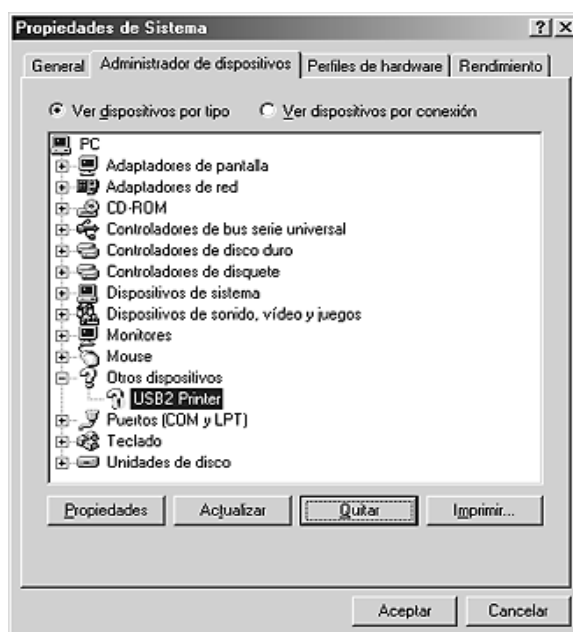 Propiedades de Sistema
General Administrador de dispositivos Perfiles de hardware Rendimiento
Ver dispositivos por tipo Ver dispositivos por conexión
PC
Adaptadores de pantalla
Adaptadores de red
CD-ROM
Controladores de bus serie universal
Controladores de disco duro
Controladores de disquete
Dispositivos de sistema
Dispositivos de sonido, vídeo y juegos
Monitores
Mouse
Otros dispositivos
USB2 Printer
Puertos (COM y LPT)
Teclado
Unidades de disco
Propiedades Actualizar Quitar Imprimir...
Aceptar Cancelar